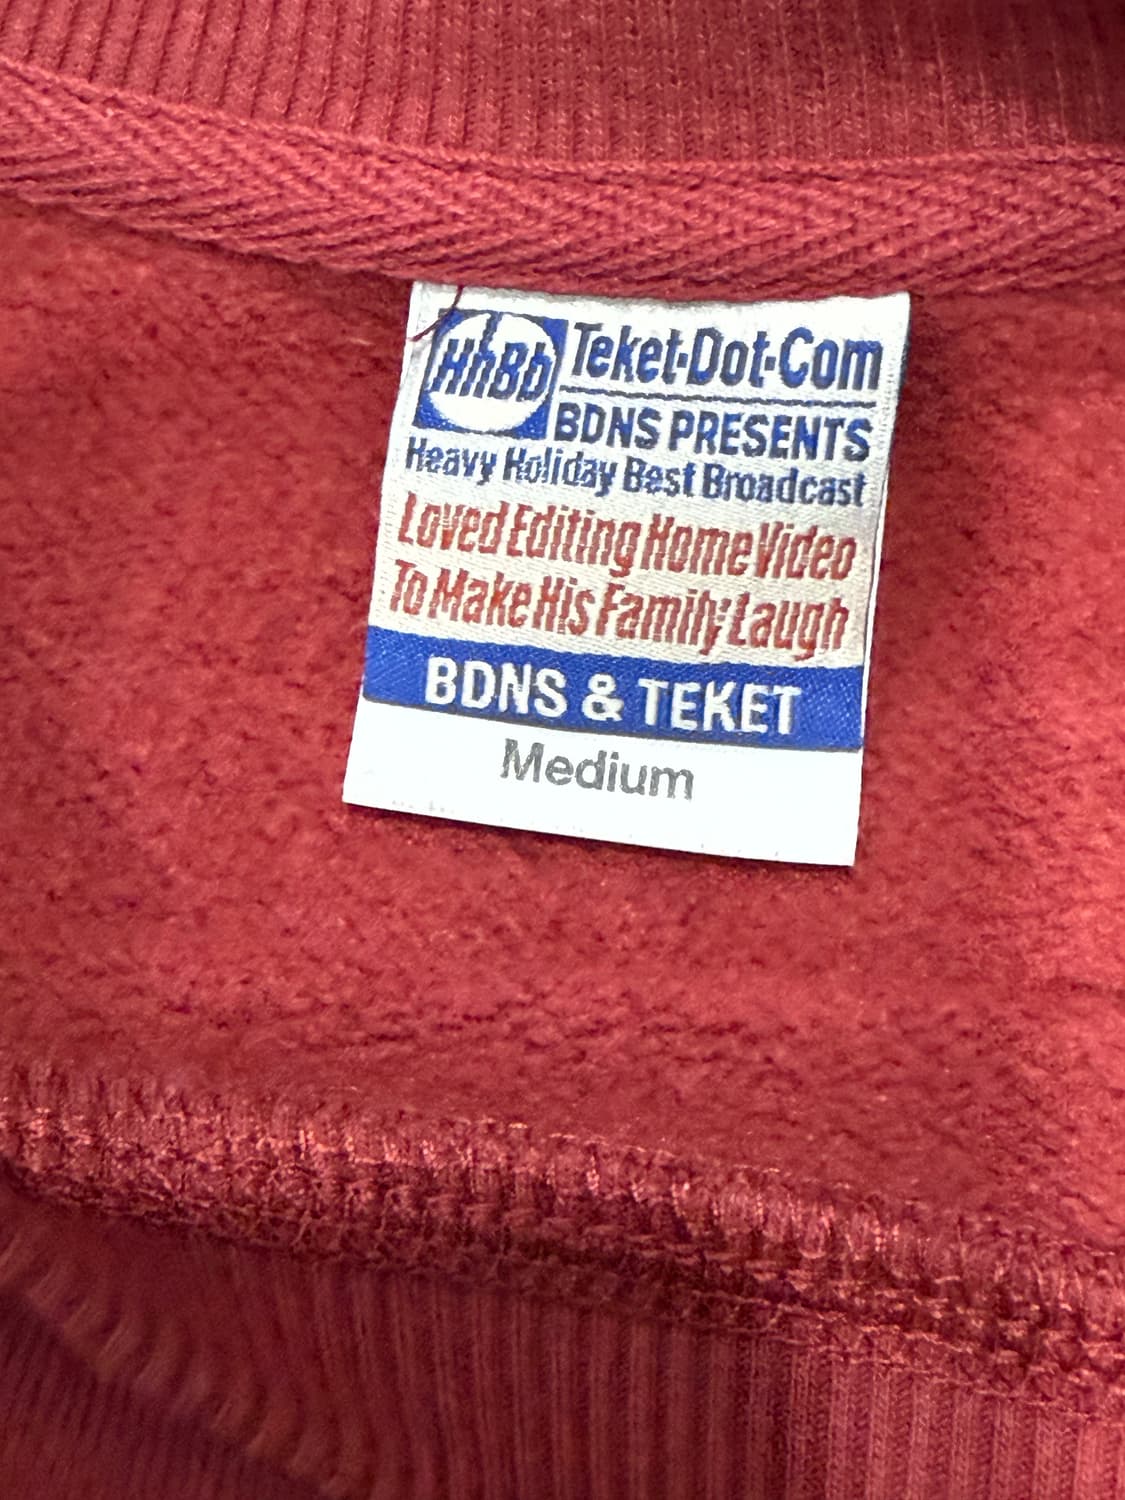 HhBb
Teket-Dot-Com
BDNS PRESENTS
Heavy Holiday Best Broadcast
Loved Editing Home Video
To Make His Family Laugh
BDNS & TEKET
Medium